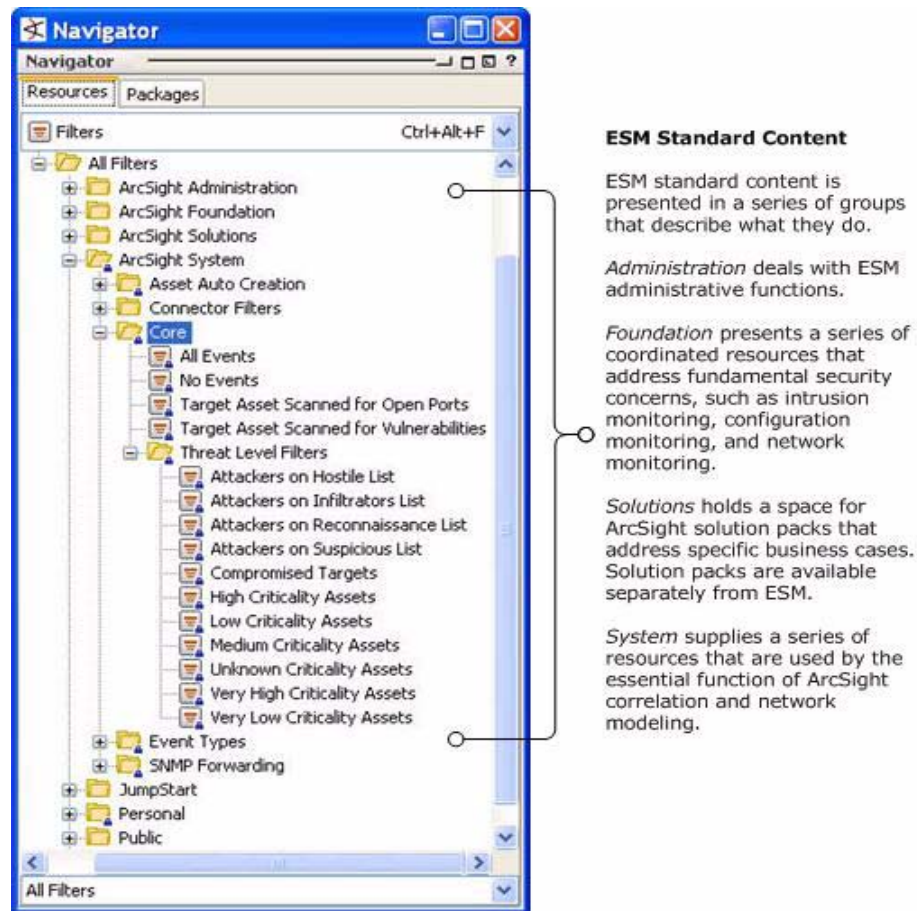 Navigator
Navigator ?
Resources Packages
Filters Ctrl+Alt+F
All Filters
ArcSight Administration
ArcSight Foundation
ArcSight Solutions
ArcSight System
Asset Auto Creation
Connector Filters
Core
All Events
No Events
Target Asset Scanned for Open Ports
Target Asset Scanned for Vulnerabilities
Threat Level Filters
Attackers on Hostile List
Attackers on Infiltrators List
Attackers on Reconnaissance List
Attackers on Suspicious List
Compromised Targets
High Criticality Assets
Low Criticality Assets
Medium Criticality Assets
Unknown Criticality Assets
Very High Criticality Assets
Very Low Criticality Assets
Event Types
SNMP Forwarding
JumpStart
Personal
Public
All Filters
ESM Standard Content
ESM standard content is
presented in a series of groups
that describe what they do.
Administration deals with ESM
administrative functions.
Foundation presents a series of
coordinated resources that
address fundamental security
concerns, such as intrusion
monitoring, configuration
monitoring, and network
monitoring.
Solutions holds a space for
ArcSight solution packs that
address specific business cases.
Solution packs are available
separately from ESM.
System supplies a series of
resources that are used by the
essential function of ArcSight
correlation and network
modeling.